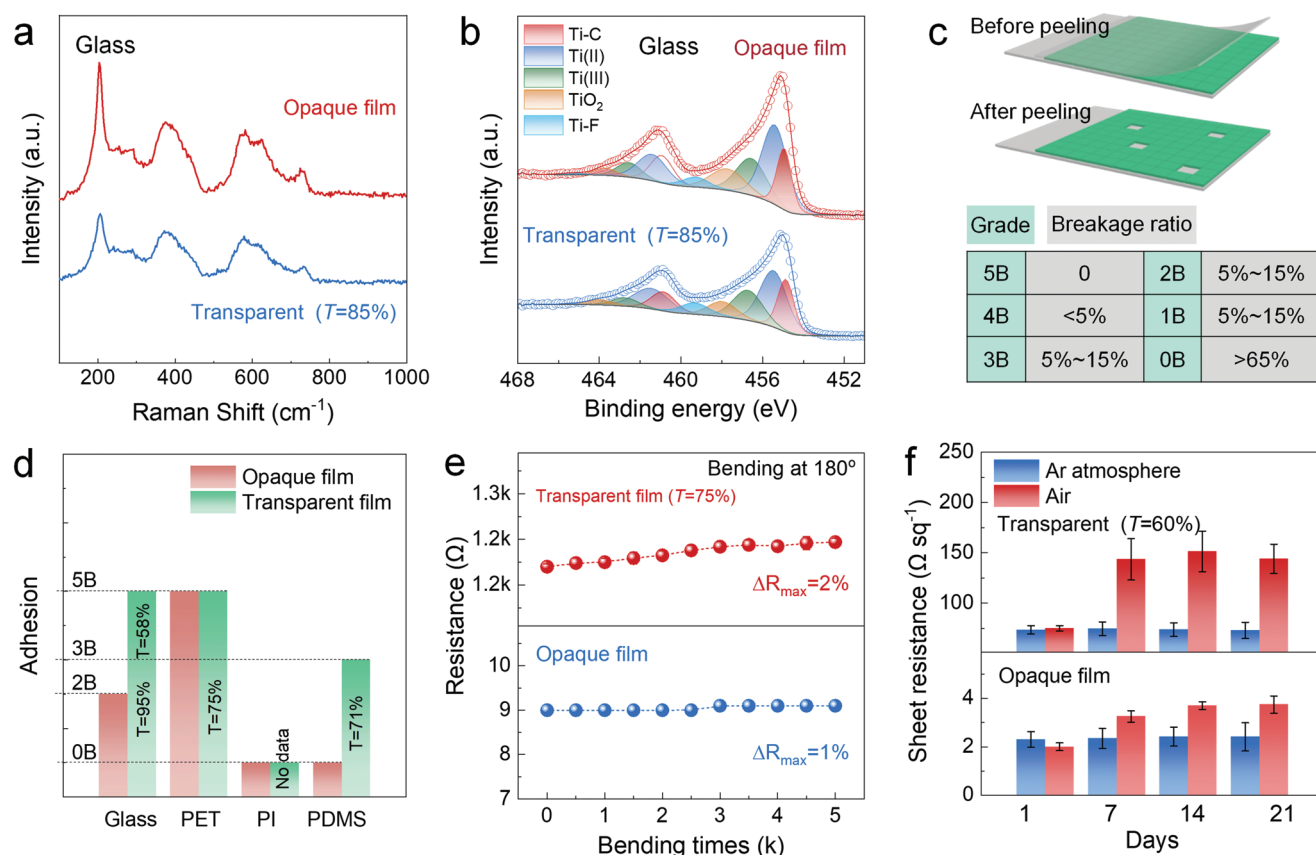 a
Glass
Opaque film
Transparent (T=85%)
Intensity (a.u.)
200
400
600
800
1000
Raman Shift (cm⁻¹)
b
Ti-C
Ti(II)
Ti(III)
TiO₂
Ti-F
Glass
Opaque film
Transparent (T=85%)
Intensity (a.u.)
468
464
460
456
452
Binding energy (eV)
c
Before peeling
After peeling
Grade Breakage ratio
5B 0 2B 5%~15%
4B <5% 1B 5%~15%
3B 5%~15% 0B >65%
d
Opaque film
Transparent film
Adhesion
5B
3B
2B
0B
T=58%
T=95%
T=75%
No data
T=71%
Glass
PET
PI
PDMS
e
Bending at 180º
Transparent film (T=75%)
1.3k
1.2k
1.2k
ΔRmax=2%
Resistance (Ω)
Opaque film
10
9
9
8
7
ΔRmax=1%
0
1
2
3
4
5
Bending times (k)
f
Ar atmosphere
Air
Transparent (T=60%)
250
225
200
175
150
75
Sheet resistance (Ω sq⁻¹)
Opaque film
4
2
0
1
7
14
21
Days